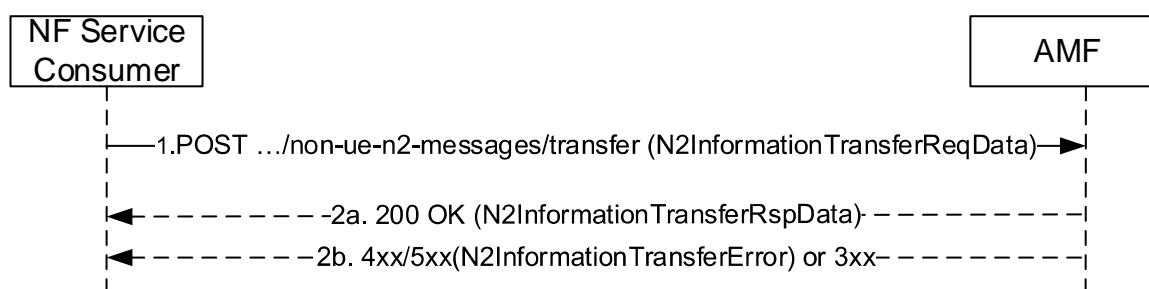 NF Service
Consumer
AMF
1.POST …/non-ue-n2-messages/transfer (N2InformationTransferReqData)
2a. 200 OK (N2InformationTransferRspData)
2b. 4xx/5xx(N2InformationTransferError) or 3xx